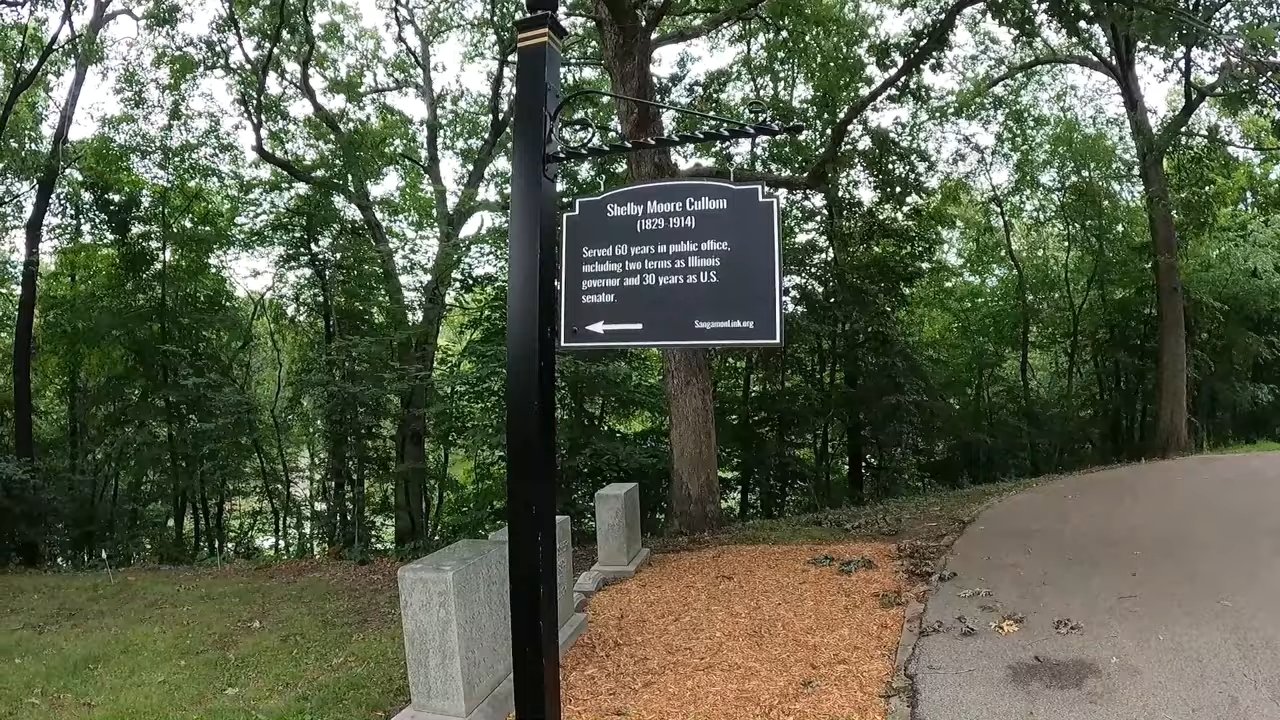 Shelby Moore Cullom
(1829-1914)
Served 60 years in public office,
including two terms as Illinois
governor and 30 years as U.S.
senator.
SangamonLink.org